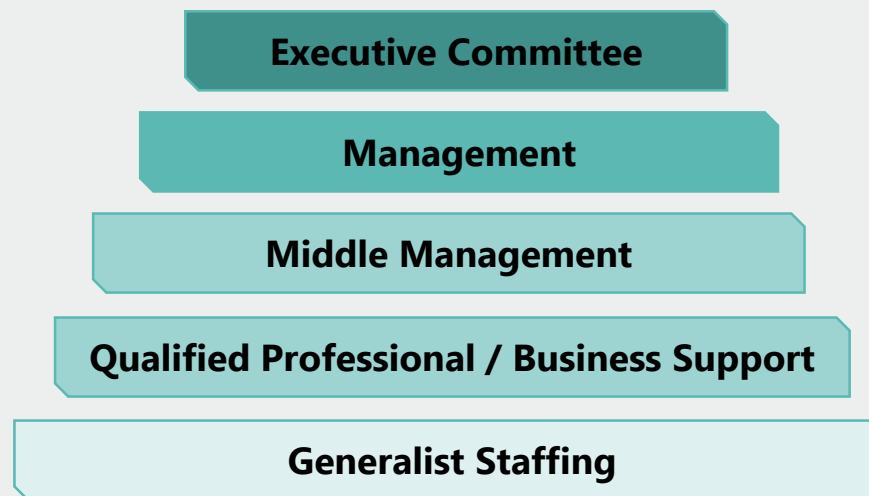 Executive Committee
Management
Middle Management
Qualified Professional / Business Support
Generalist Staffing